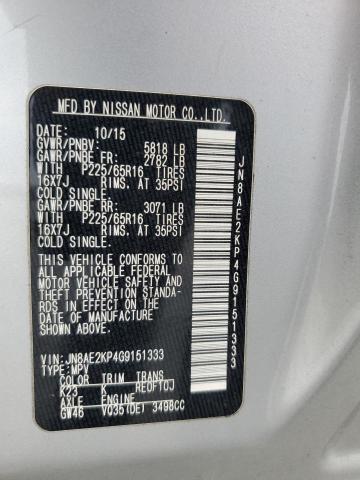 MFD BY NISSAN MOTOR CO.,LTD.
DATE: 10/15
GVWR/PNBV: 5818 LB
GAWR/PNBE FR: 2782 LB
WITH P225/65R16 TIRES
16X7J RIMS. AT 35PSI
COLD SINGLE.
GAWR/PNBE RR: 3071 LB
WITH P225/65R16 TIRES
16X7J RIMS. AT 35PSI
COLD SINGLE.
THIS VEHICLE CONFORMS TO
ALL APPLICABLE FEDERAL
MOTOR VEHICLE SAFETY AND
THEFT PREVENTION STANDA-
RDS IN EFFECT ON THE
DATE OF MANUFACTURE
SHOWN ABOVE.
VIN:JN8AE2KP4G9151333
TYPE:MPV
COLOR TRIM TRANS
K23 K RE0F10J
AXLE ENGINE
GW46 VQ35(DE) 3498CC
JN8AE2KP4G9151333